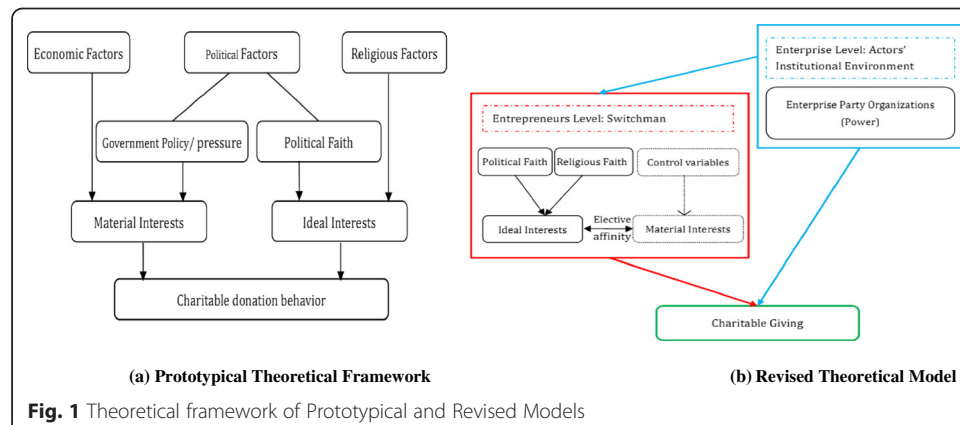 Economic Factors
Political Factors
Religious Factors
Government Policy/ pressure
Political Faith
Material Interests
Ideal Interests
Charitable donation behavior
(a) Prototypical Theoretical Framework
Enterprise Level: Actors'
Institutional Environment
Enterprise Party Organizations
(Power)
Entrepreneurs Level: Switchman
Political Faith
Religious Faith
Control variables
Ideal Interests
Elective
affinity
Material Interests
Charitable Giving
(b) Revised Theoretical Model
Fig. 1 Theoretical framework of Prototypical and Revised Models